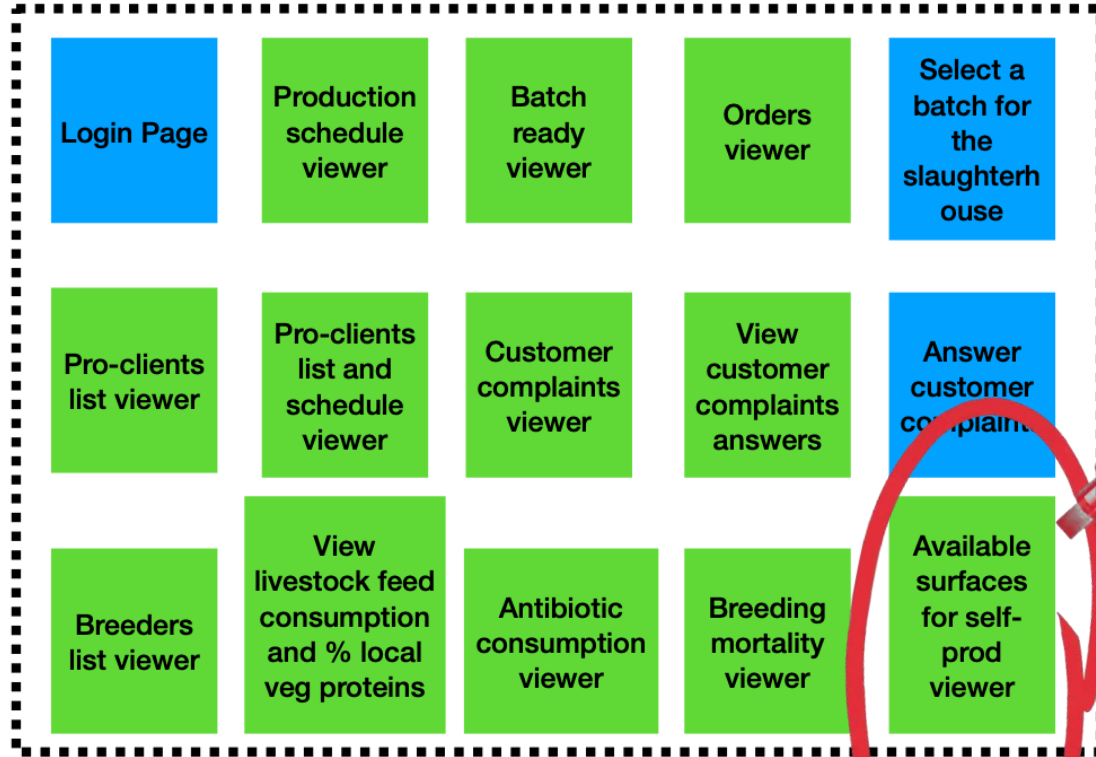 Login Page
Production
schedule
viewer
Batch
ready
viewer
Orders
viewer
Select a
batch for
the
slaughterh
ouse
Pro-clients
list viewer
Pro-clients
list and
schedule
viewer
Customer
complaints
viewer
View
customer
complaints
answers
Answer
customer
complaint
Breeders
list viewer
View
livestock feed
consumption
and % local
veg proteins
Antibiotic
consumption
viewer
Breeding
mortality
viewer
Available
surfaces
for self-
prod
viewer